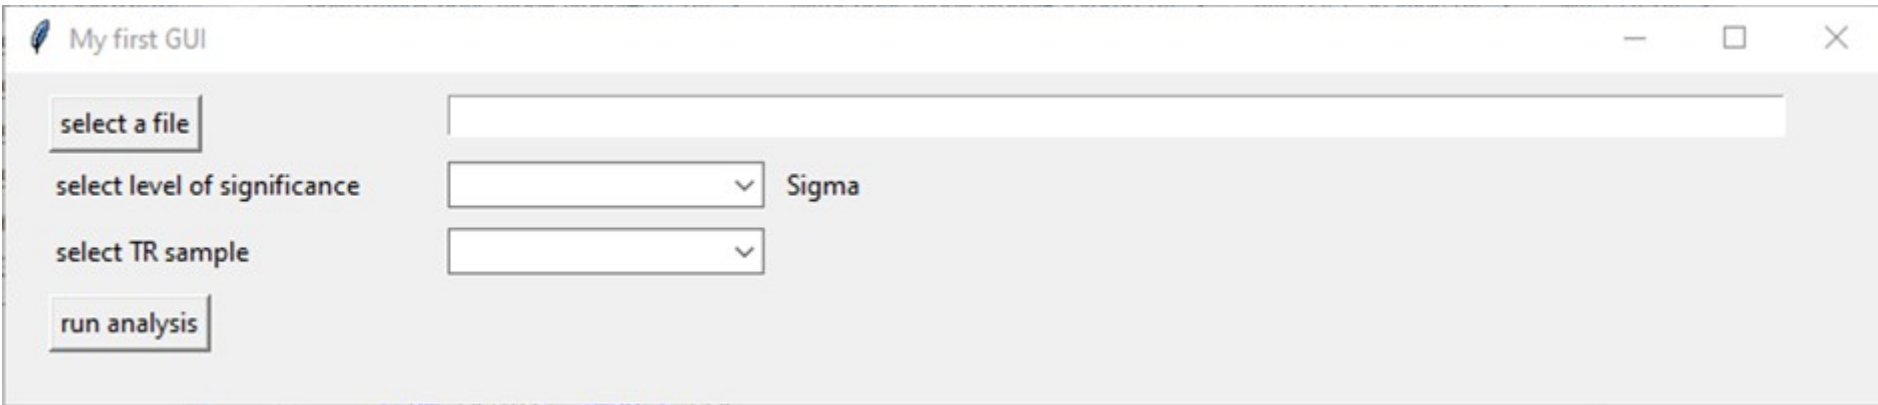 My first GUI
select a file
select level of significance Sigma
select TR sample
run analysis